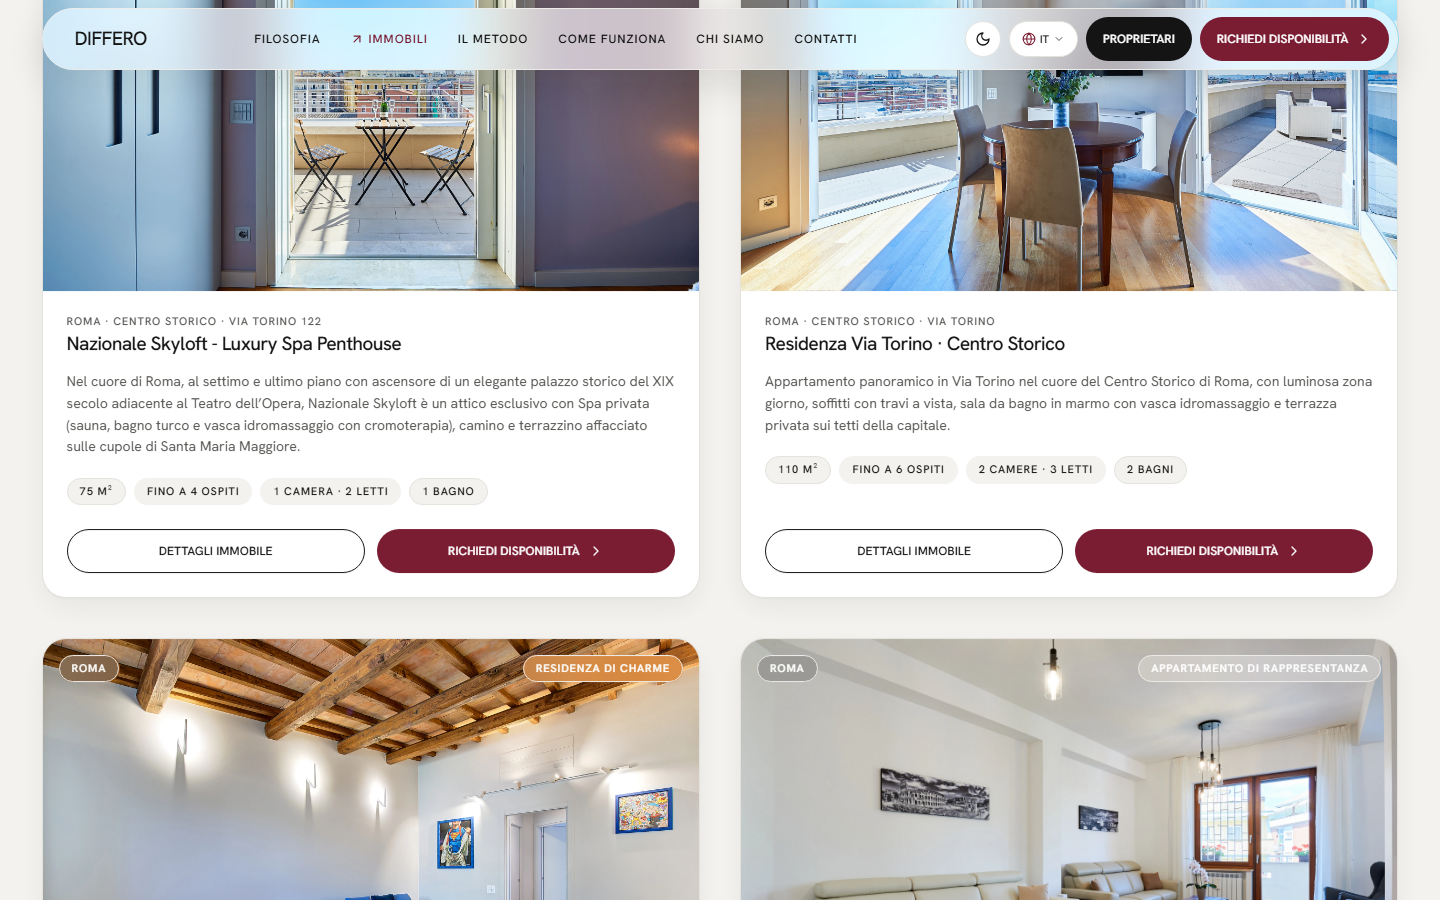 DIFFERO
FILOSOFIA
IMMOBILI
IL METODO
COME FUNZIONA
CHI SIAMO
CONTATTI
IT
PROPRIETARI
RICHIEDI DISPONIBILITÀ
ROMA · CENTRO STORICO · VIA TORINO 122
Nazionale Skyloft - Luxury Spa Penthouse
Nel cuore di Roma, al settimo e ultimo piano con ascensore di un elegante palazzo storico del XIX
secolo adiacente al Teatro dell’Opera, Nazionale Skyloft è un attico esclusivo con Spa privata
(sauna, bagno turco e vasca idromassaggio con cromoterapia), camino e terrazzino affacciato
sulle cupole di Santa Maria Maggiore.
75 M²
FINO A 4 OSPITI
1 CAMERA · 2 LETTI
1 BAGNO
DETTAGLI IMMOBILE
RICHIEDI DISPONIBILITÀ
ROMA · CENTRO STORICO · VIA TORINO
Residenza Via Torino · Centro Storico
Appartamento panoramico in Via Torino nel cuore del Centro Storico di Roma, con luminosa zona
giorno, soffitti con travi a vista, sala da bagno in marmo con vasca idromassaggio e terrazza
privata sui tetti della capitale.
110 M²
FINO A 6 OSPITI
2 CAMERE · 3 LETTI
2 BAGNI
DETTAGLI IMMOBILE
RICHIEDI DISPONIBILITÀ
ROMA
RESIDENZA DI CHARME
ROMA
APPARTAMENTO DI RAPPRESENTANZA